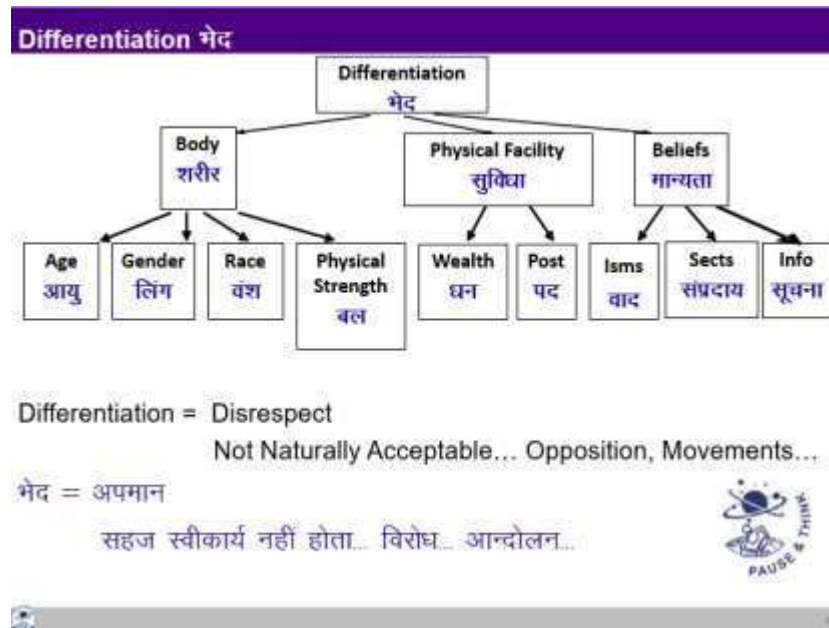 Differentiation भेद
Differentiation
भेद
Body
शरीर
Physical Facility
सुविधा
Beliefs
मान्यता
Age
आयु
Gender
लिंग
Race
वंश
Physical
Strength
बल
Wealth
धन
Post
पद
Isms
वाद
Sects
संप्रदाय
Info
सूचना
Differentiation = Disrespect
Not Naturally Acceptable... Opposition, Movements...
भेद = अपमान
सहज स्वीकार्य नहीं होता... विरोध... आन्दोलन...
PAUSE & THINK